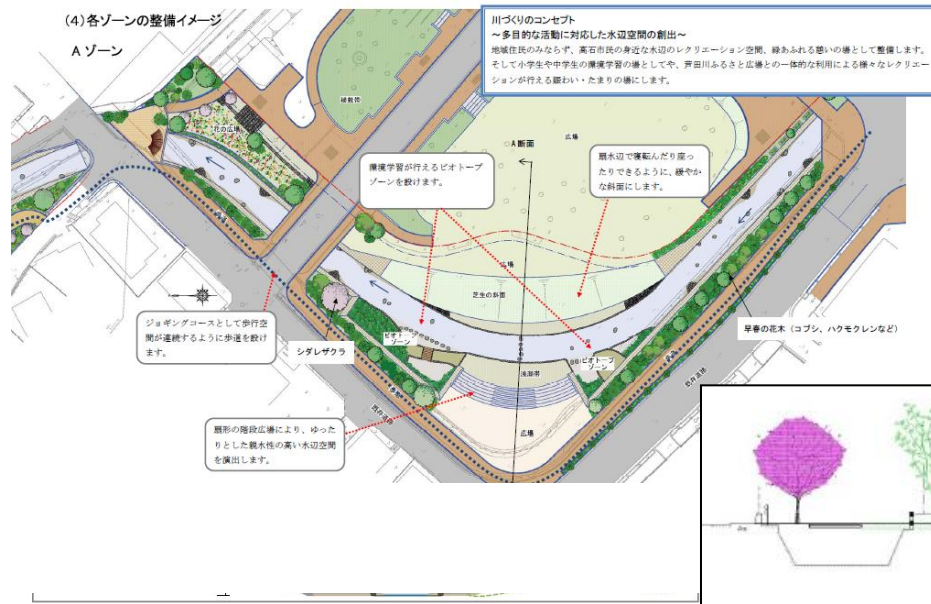 (4)各ゾーンの整備イメージ
A ゾーン
川づくりのコンセプト
～多目的な活動に対応した水辺空間の創出～
地域住民のみならず、高石市民の身近な水辺のレクリエーション空間、緑あふれる憩いの場として整備します。
そして小学生や中学生の環境学習の場としてや、芦田川ふるさと広場との一体的な利用による様々なレクリエー
ションが行える賑わい・たまりの場にします。
植栽帯
花の広場
広場
A断面
環境学習が行えるビオトープ
ゾーンを設けます。
扇水辺で寝転んだり座っ
たりできるように、緩やか
な斜面にします。
広場
芝生の斜面
ジョギングコースとして歩行空
間が連続するように歩道を設け
ます。
シダレザクラ
ビオトープ
ゾーン
ビオトープ
ゾーン
早春の花木（コブシ、ハクモクレンなど）
浅瀬帯
扇形の階段広場により、ゆった
りとした親水性の高い水辺空間
を演出します。
広場